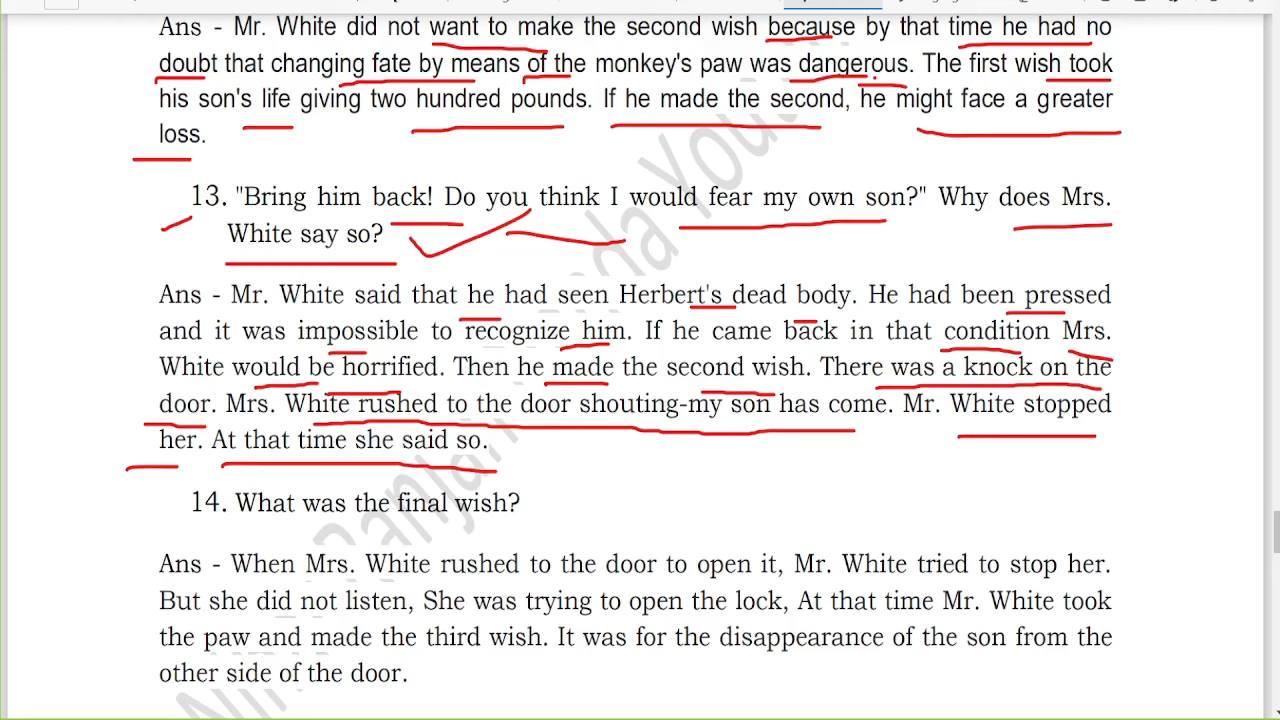 Ans - Mr. White did not want to make the second wish because by that time he had no
doubt that changing fate by means of the monkey's paw was dangerous. The first wish took
his son's life giving two hundred pounds. If he made the second, he might face a greater
loss.
13. "Bring him back! Do you think I would fear my own son?" Why does Mrs.
White say so?
Ans - Mr. White said that he had seen Herbert's dead body. He had been pressed
and it was impossible to recognize him. If he came back in that condition Mrs.
White would be horrified. Then he made the second wish. There was a knock on the
door. Mrs. White rushed to the door shouting-my son has come. Mr. White stopped
her. At that time she said so.
14. What was the final wish?
Ans - When Mrs. White rushed to the door to open it, Mr. White tried to stop her.
But she did not listen, She was trying to open the lock, At that time Mr. White took
the paw and made the third wish. It was for the disappearance of the son from the
other side of the door.